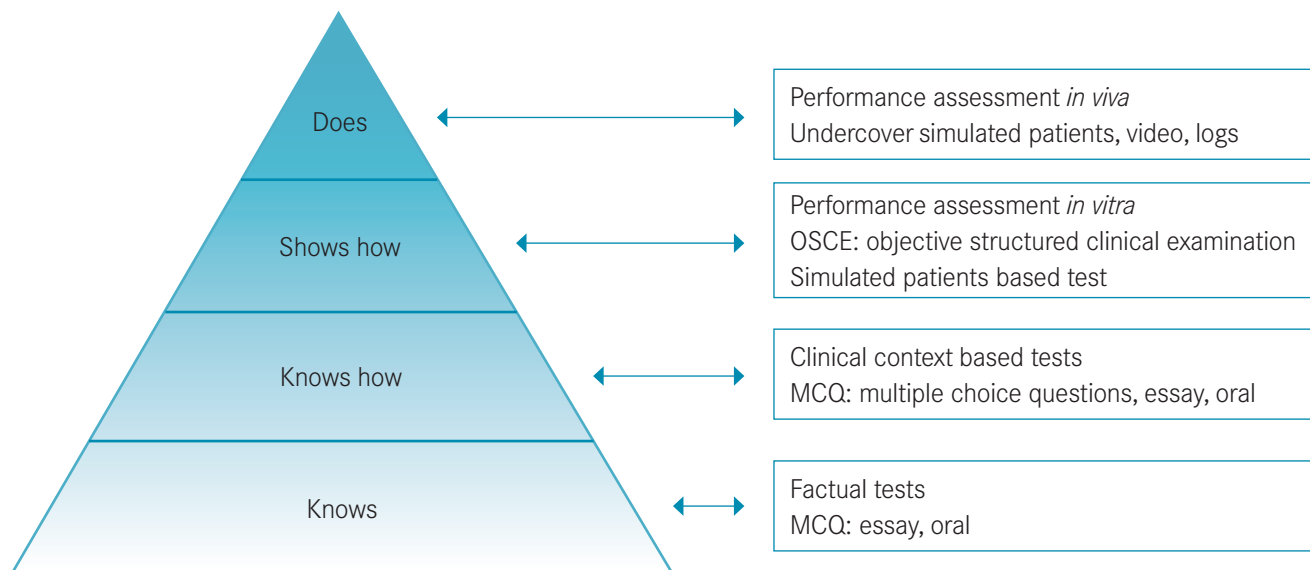 Does
Performance assessment in viva
Undercover simulated patients, video, logs
Shows how
Performance assessment in vitra
OSCE: objective structured clinical examination
Simulated patients based test
Knows how
Clinical context based tests
MCQ: multiple choice questions, essay, oral
Knows
Factual tests
MCQ: essay, oral